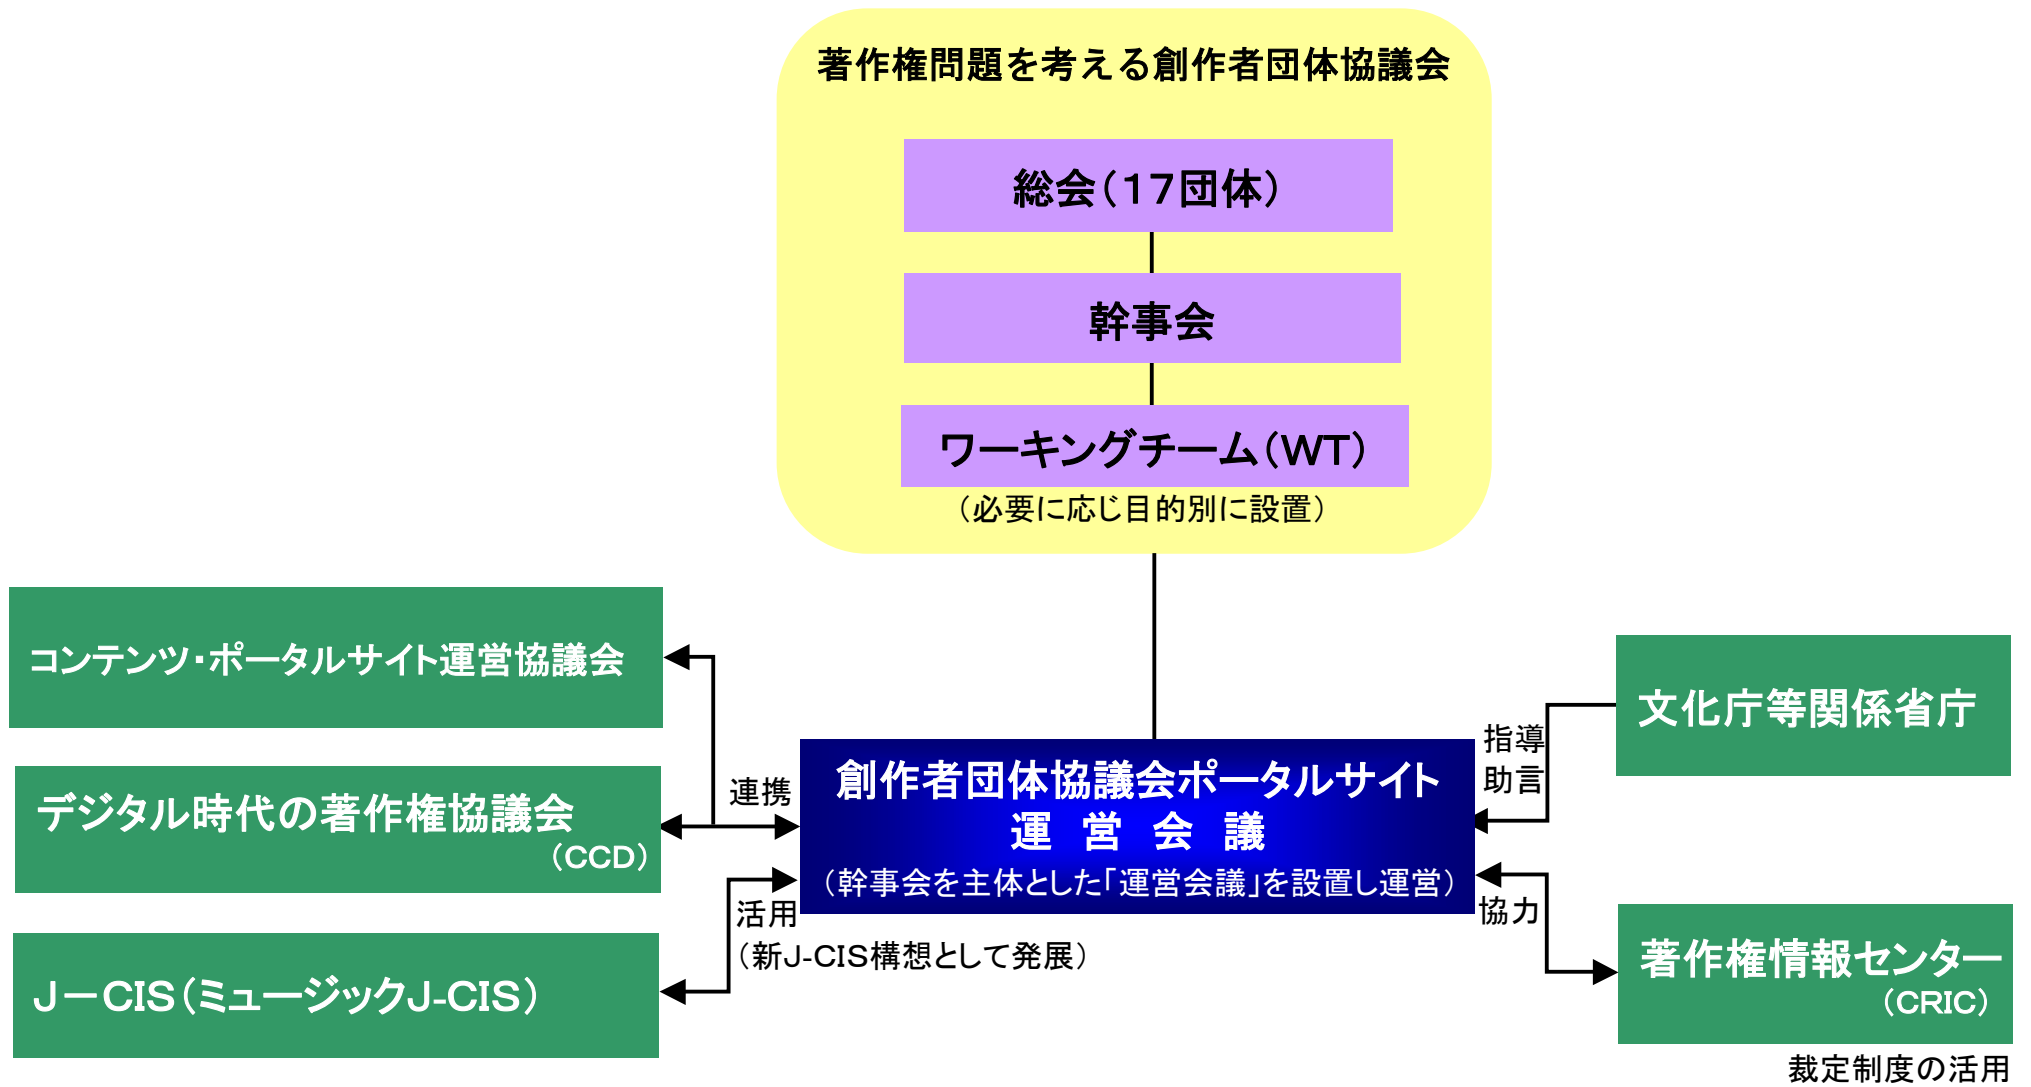 著作権問題を考える創作者団体協議会
総会（１７団体）
幹事会
ワーキングチーム（WT）
（必要に応じ目的別に設置）
コンテンツ・ポータルサイト運営協議会
デジタル時代の著作権協議会
（CCD）
Ｊ－CIS（ミュージックJ-CIS）
連携
活用
（新J-CIS構想として発展）
創作者団体協議会ポータルサイト
運　営　会　議
（幹事会を主体とした「運営会議」を設置し運営）
指導
助言
協力
文化庁等関係省庁
著作権情報センター
（CRIC）
裁定制度の活用